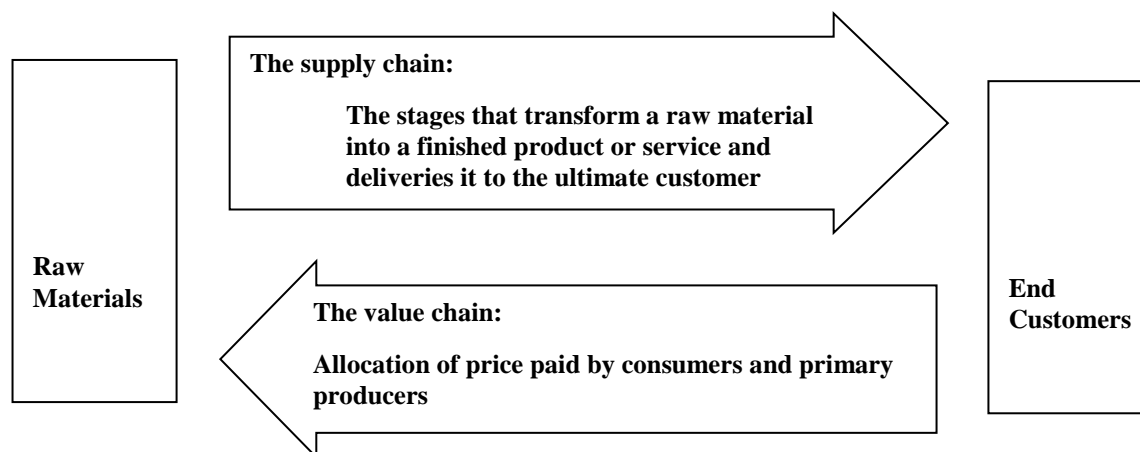 The supply chain:
The stages that transform a raw material
into a finished product or service and
deliveries it to the ultimate customer
Raw
Materials
End
Customers
The value chain:
Allocation of price paid by consumers and primary
producers